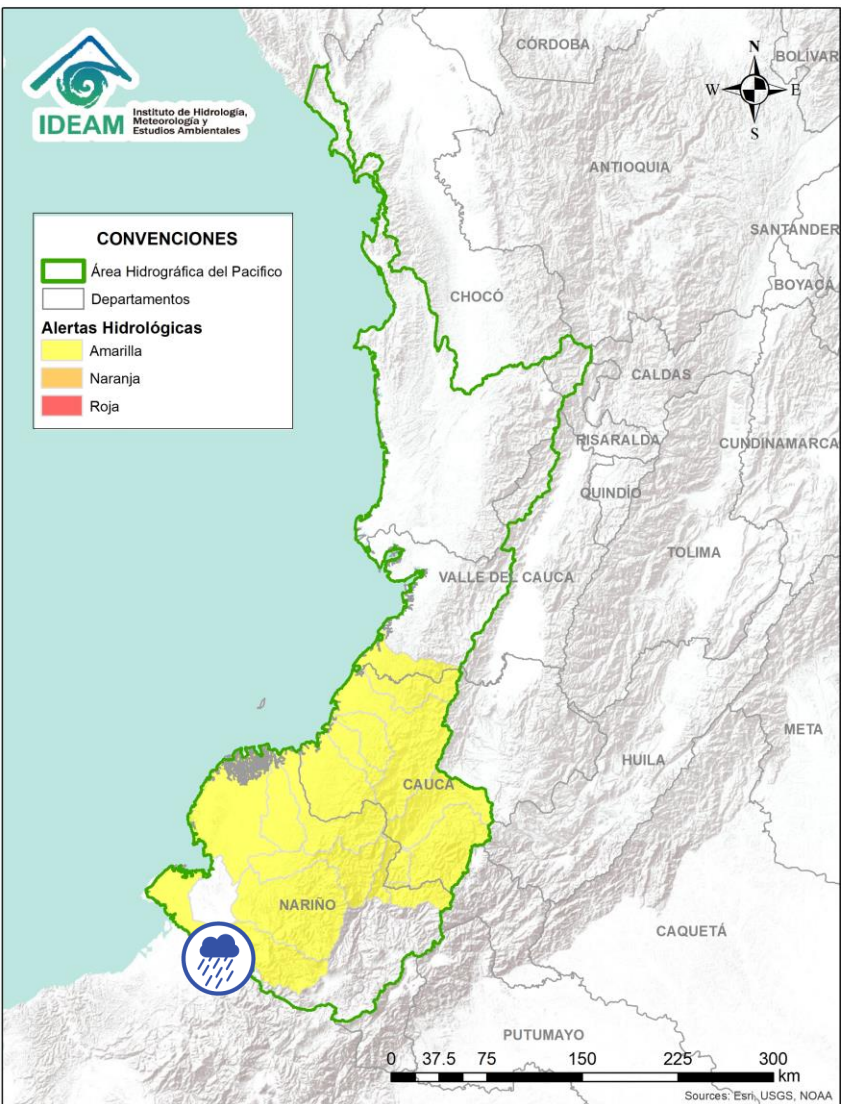 IDEAM
Instituto de Hidrología,
Meteorología y
Estudios Ambientales
N
W
E
S
CONVENCIONES
Área Hidrográfica del Pacifico
Departamentos
Alertas Hidrológicas
Amarilla
Naranja
Roja
CÓRDOBA
BOLÍVAR
ANTIOQUIA
SANTANDER
BOYACÁ
CHOCÓ
CALDAS
RISARALDA
CUNDINAMARCA
QUINDÍO
TOLIMA
VALLE DEL CAUCA
META
HUILA
CAUCA
NARIÑO
CAQUETÁ
PUTUMAYO
0 37.5 75 150 225 300
km
Sources: Esri, USGS, NOAA